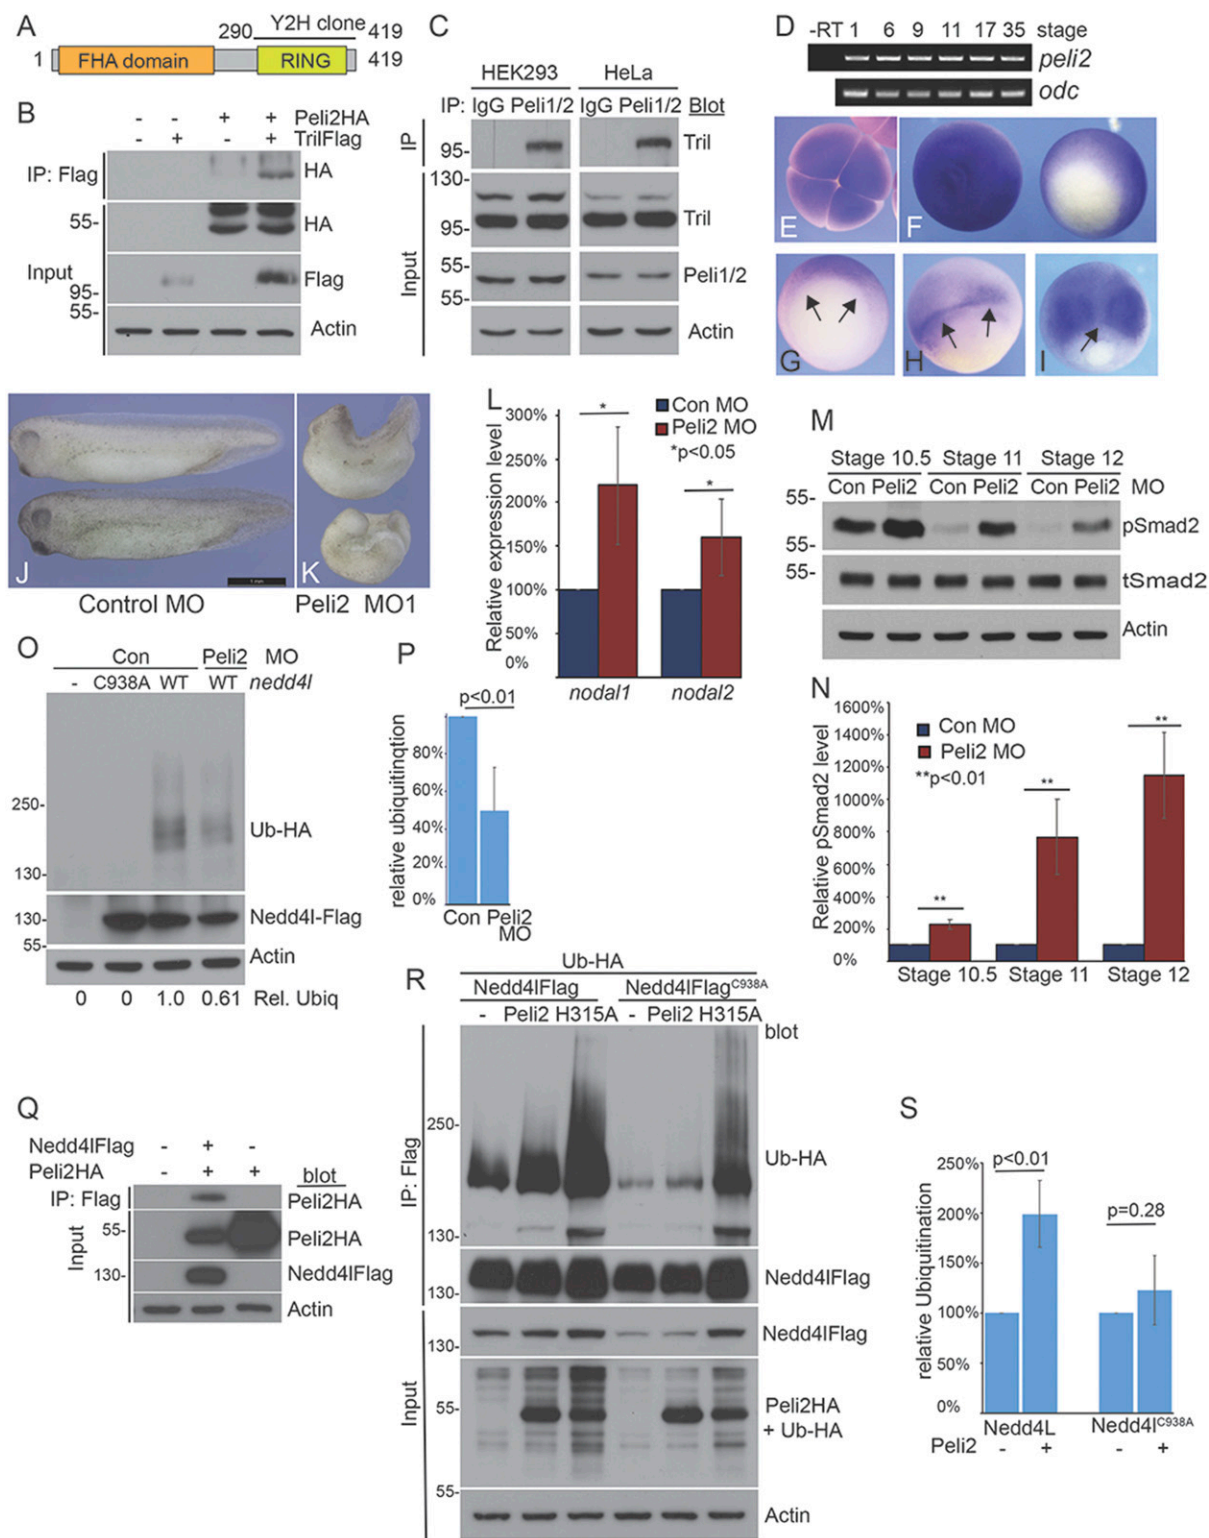 A
Y2H clone
290 419
1 FHA domain RING 419
B
- - + + Peli2HA
- + - + TrilFlag
IP: Flag HA
55- HA
Input
95- Flag
55-
Actin
C
HEK293 HeLa
IP: IgG Peli1/2 IgG Peli1/2 Blot
IP
95- Tril
130-
Tril
95-
Input
55-
Peli1/2
55-
Actin
D
-RT 1 6 9 11 17 35 stage
peli2
odc
E F
G H I
J K
Control MO Peli2 MO1
L
Relative expression level
300%
250%
200%
150%
100%
50%
0%
* *
Con MO
Peli2 MO
*p<0.05
nodal1 nodal2
M
Stage 10.5 Stage 11 Stage 12
Con Peli2 Con Peli2 Con Peli2 MO
55-
pSmad2
55-
55-
tSmad2
Actin
N
Relative pSmad2 level
1600%
1400%
1200%
1000%
800%
600%
400%
200%
0%
Con MO
Peli2 MO
**p<0.01
** ** **
Stage 10.5 Stage 11 Stage 12
O
Con Peli2 MO
- C938A WT WT nedd4l
250-
Ub-HA
130-
130- Nedd4l-Flag
55-
Actin
0 0 1.0 0.61 Rel. Ubiq
P
p<0.01
relative ubiquitinqtion
80%
60%
40%
20%
0%
Con Peli2
MO
Q
Nedd4lFlag - + -
Peli2HA - + + blot
IP: Flag Peli2HA
Input
55- Peli2HA
130- Nedd4lFlag
Actin
R
Ub-HA
Nedd4lFlag Nedd4lFlagC938A
- Peli2 H315A - Peli2 H315A
blot
IP: Flag
250-
Ub-HA
130-
Nedd4lFlag
130-
Nedd4lFlag
130-
Input
55-
Peli2HA
+ Ub-HA
55-
Actin
S
relative Ubiquitination
250%
200%
150%
100%
50%
0%
p<0.01
p=0.28
Nedd4L Nedd4lC938A
Peli2 - + - +